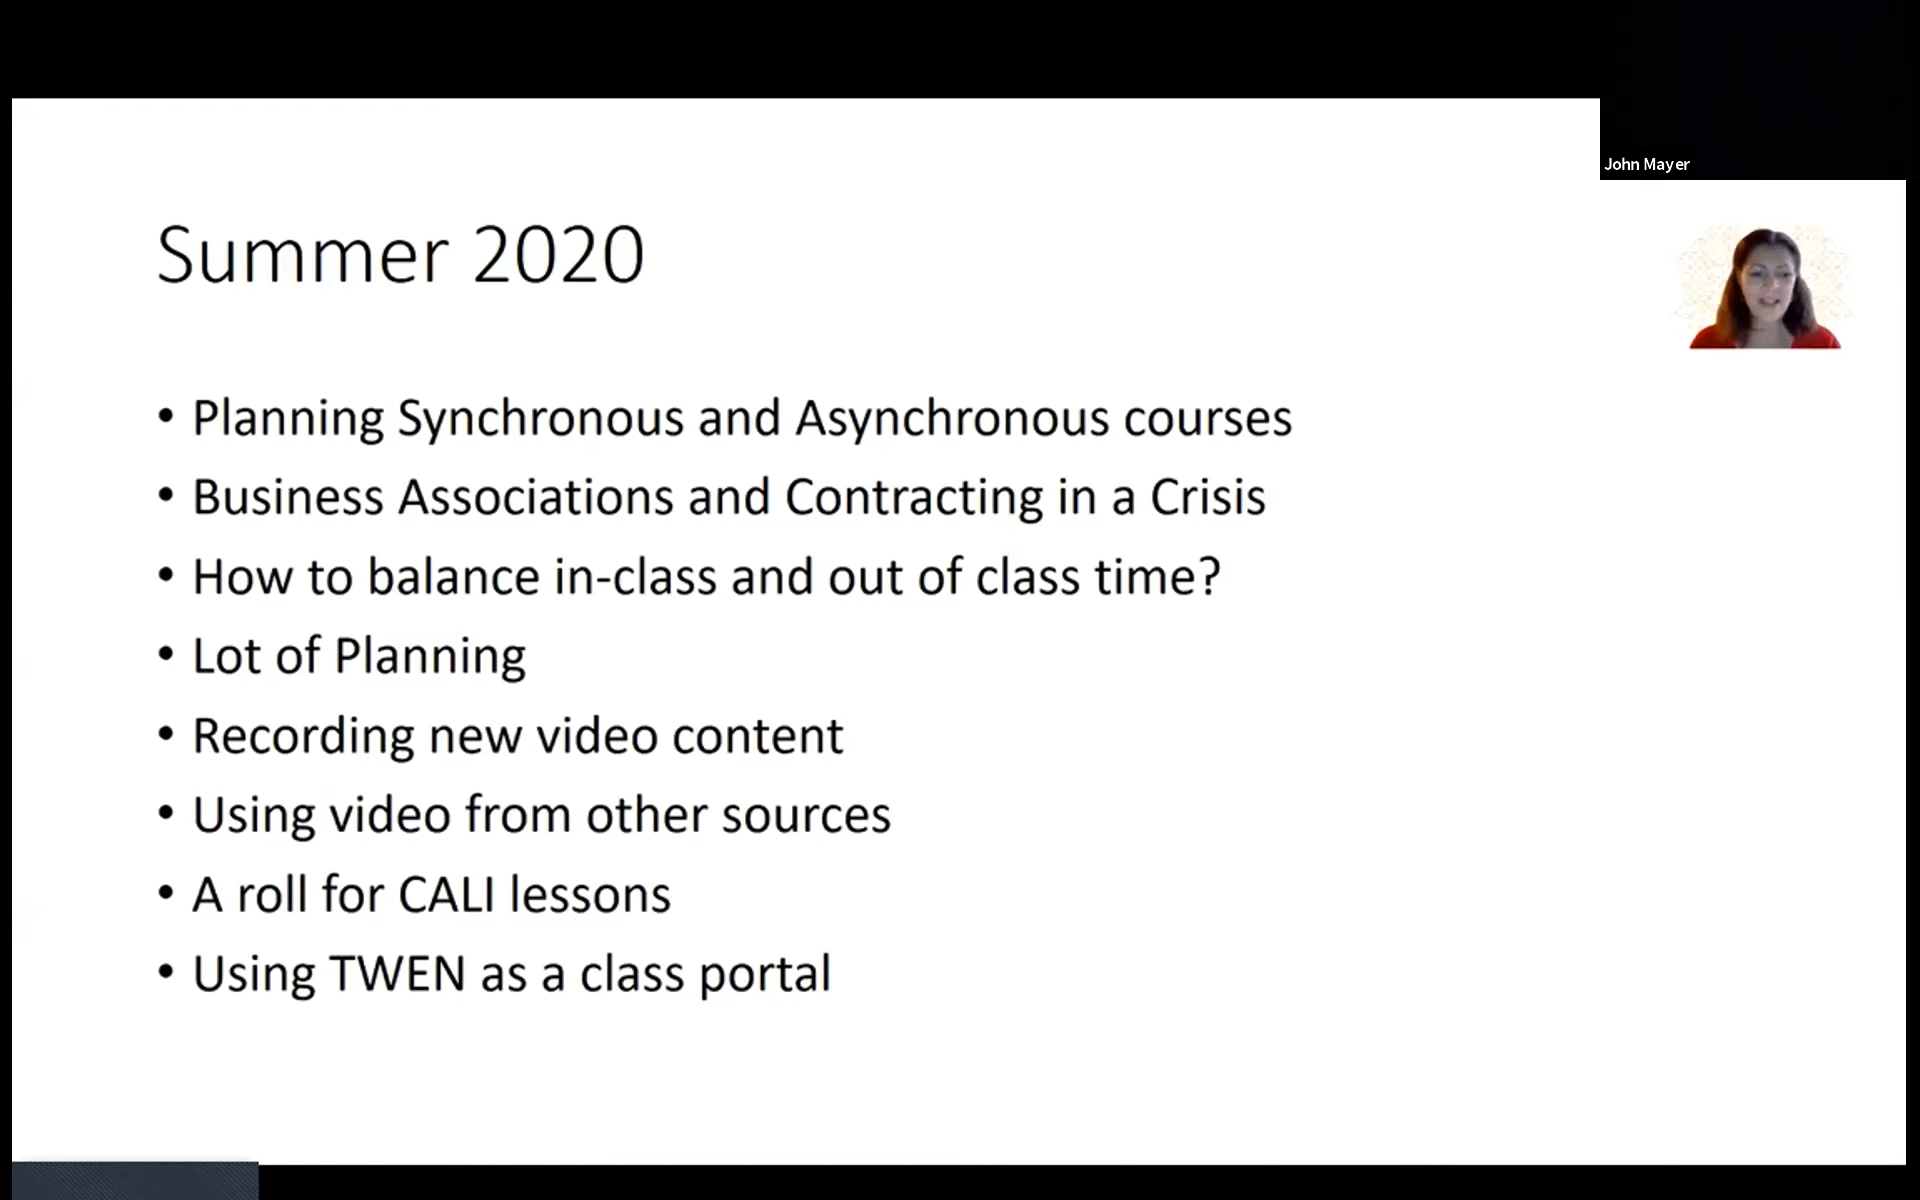 John Mayer
Summer 2020
• Planning Synchronous and Asynchronous courses
• Business Associations and Contracting in a Crisis
• How to balance in-class and out of class time?
• Lot of Planning
• Recording new video content
• Using video from other sources
• A roll for CALI lessons
• Using TWEN as a class portal